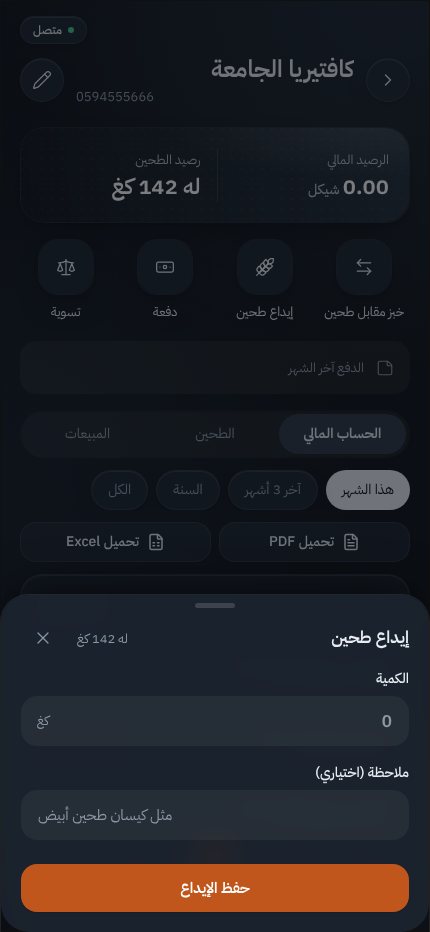 متصل
كافتيريا الجامعة
0594555666
الرصيد المالي
0.00 شيكل
رصيد الطحين
له 142 كغ
خبز مقابل طحين
إيداع طحين
دفعة
تسوية
الدفع آخر الشهر
الحساب المالي
الطحين
المبيعات
هذا الشهر
آخر 3 أشهر
السنة
الكل
تحميل PDF
تحميل Excel
إيداع طحين
له 142 كغ
الكمية
0
كغ
ملاحظة (اختياري)
مثل كيسان طحين أبيض
حفظ الإيداع